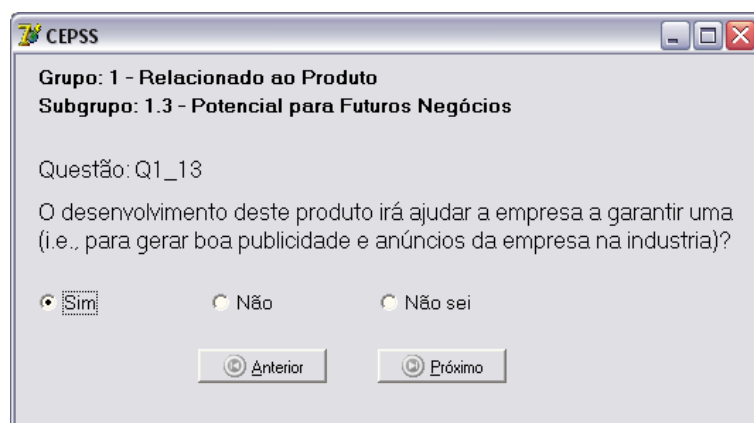 CEPSS
Grupo: 1 - Relacionado ao Produto
Subgrupo: 1.3 - Potencial para Futuros Negócios
Questão: Q1_13
O desenvolvimento deste produto irá ajudar a empresa a garantir uma
(i.e., para gerar boa publicidade e anúncios da empresa na industria)?
Sim Não Não sei
Anterior Próximo